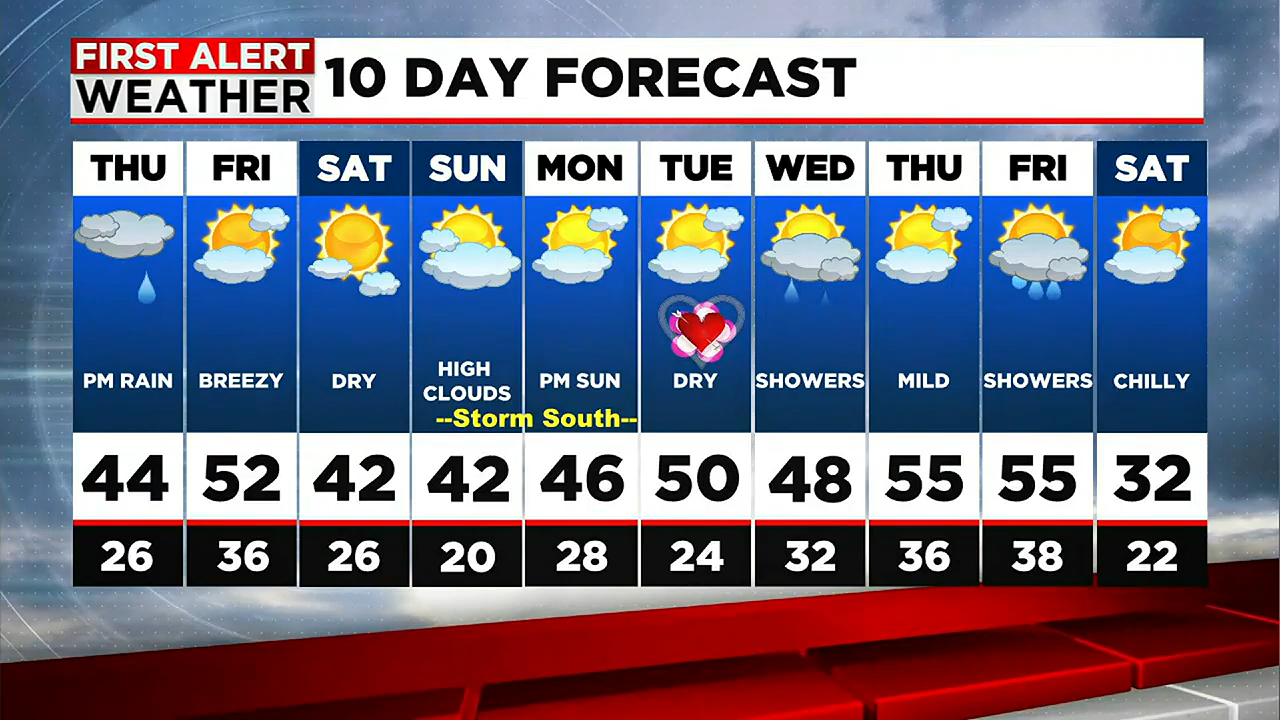 FIRST ALERT
WEATHER
10 DAY FORECAST
THU FRI SAT SUN MON TUE WED THU FRI SAT
PM RAIN BREEZY DRY HIGH CLOUDS PM SUN DRY SHOWERS MILD SHOWERS CHILLY
--Storm South--
44 52 42 42 46 50 48 55 55 32
26 36 26 20 28 24 32 36 38 22